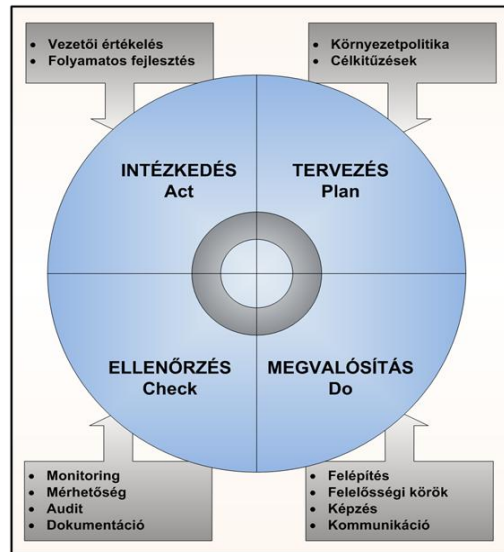 Vezetői értékelés
Folyamatos fejlesztés
Környezetpolitika
Célkitűzések
INTÉZKEDÉS
Act
TERVEZÉS
Plan
ELLENŐRZÉS
Check
MEGVALÓSÍTÁS
Do
Monitoring
Mérhetőség
Audit
Dokumentáció
Felépítés
Felelősségi körök
Képzés
Kommunikáció